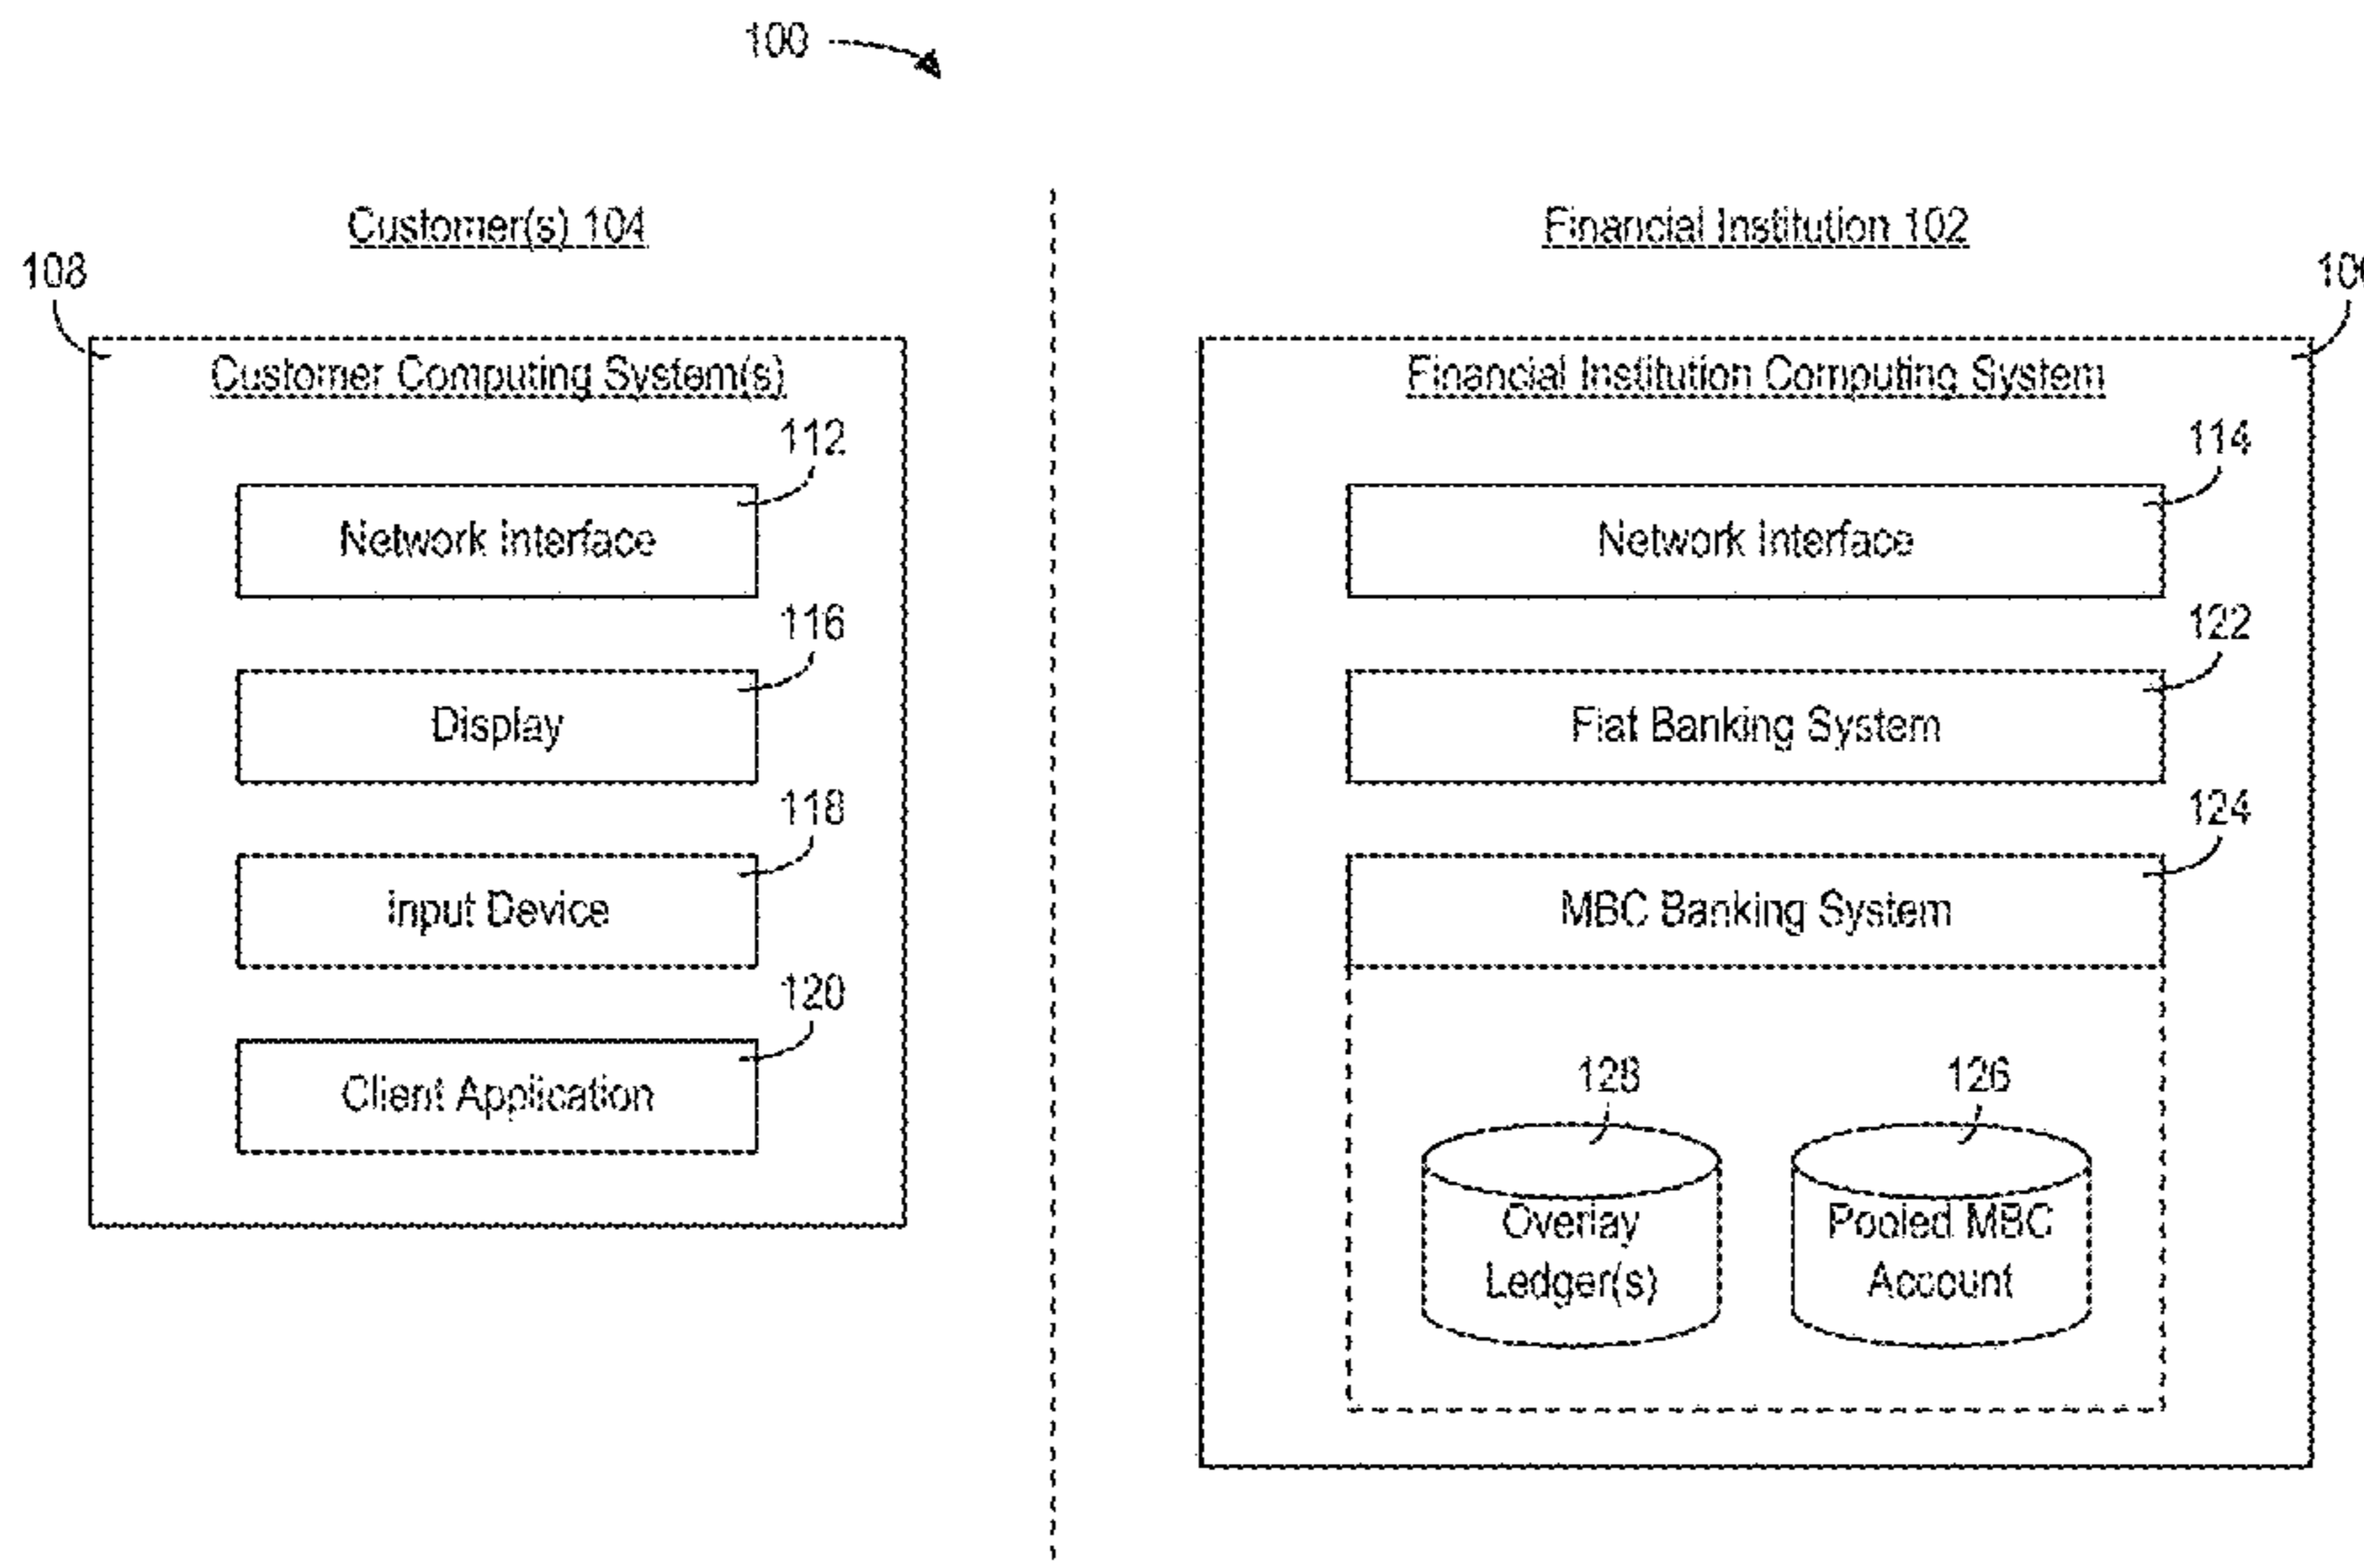 100
Customer(s) 104
108
Customer Computing System(s)
112
Network Interface
116
Display
118
Input Device
120
Client Application
Financial Institution 102
Financial Institution Computing System
114
Network Interface
122
Fiat Banking System
124
MBC Banking System
128
Overlay
Ledger(s)
126
Pooled MBC
Account